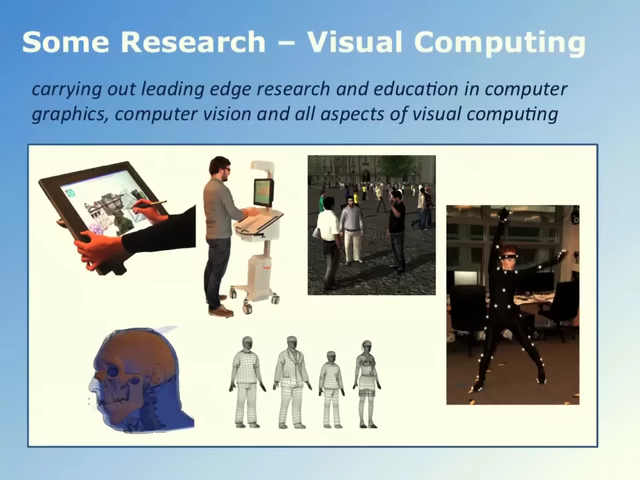 Some Research – Visual Computing
carrying out leading edge research and education in computer
graphics, computer vision and all aspects of visual computing